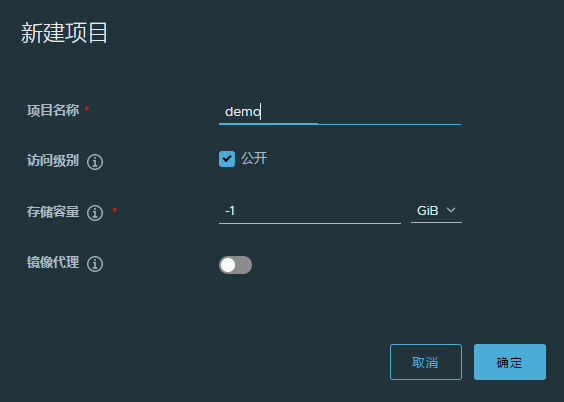 新建项目
项目名称 *
demo
访问级别
公开
存储容量 *
-1 GiB
镜像代理
取消 确定